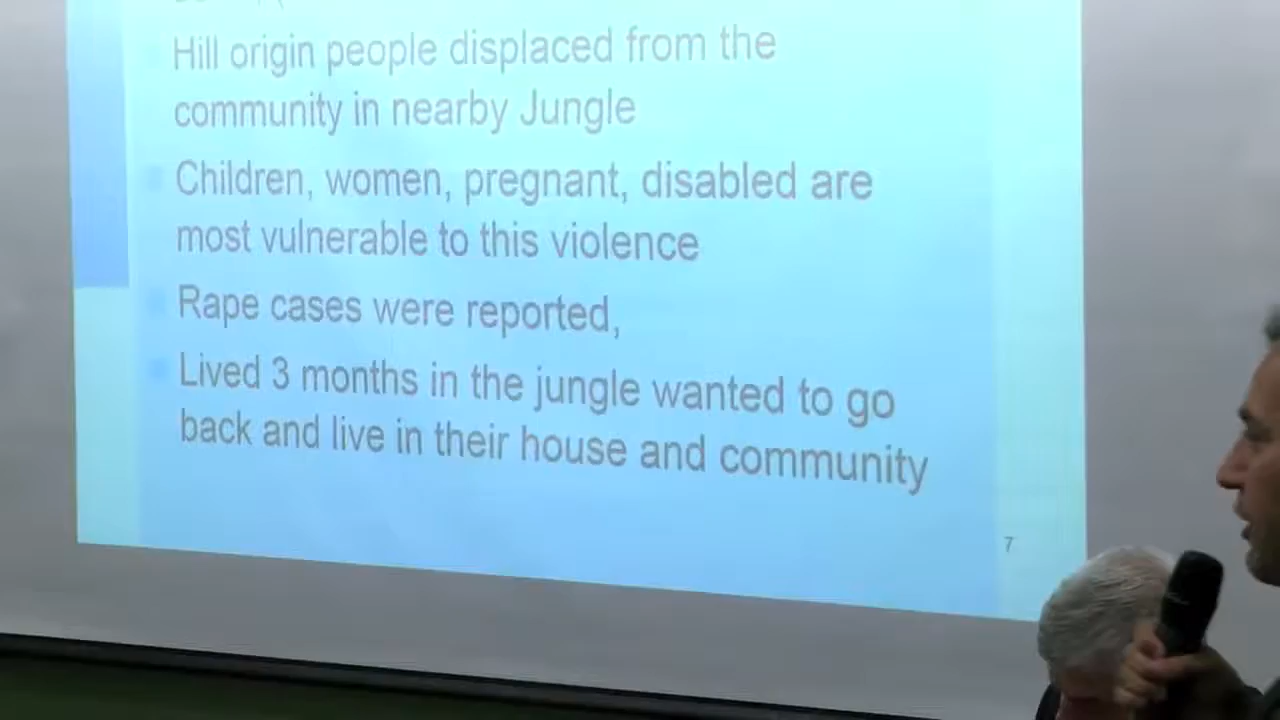 Hill origin people displaced from the
community in nearby Jungle
Children, women, pregnant, disabled are
most vulnerable to this violence
Rape cases were reported,
Lived 3 months in the jungle wanted to go
back and live in their house and community
7